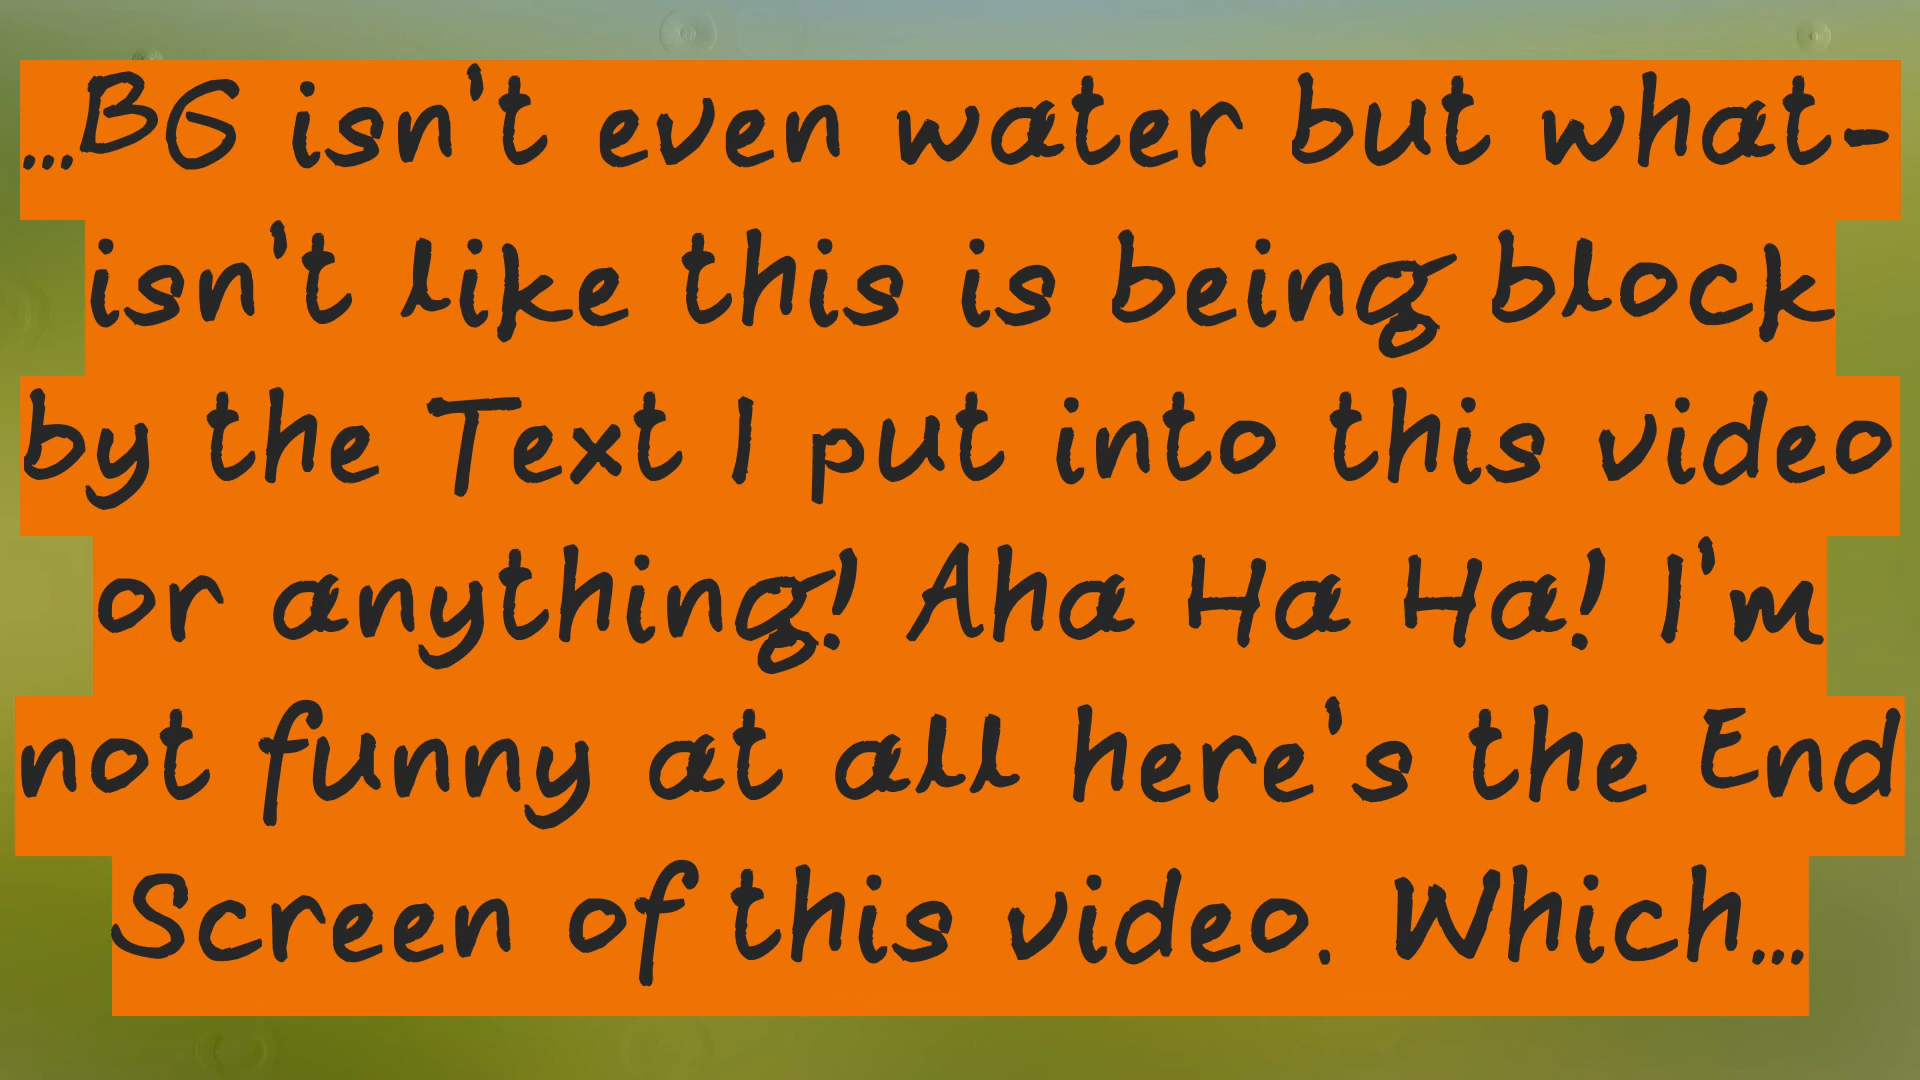 ...BG isn't even water but what-
isn't like this is being block
by the Text I put into this video
or anything! Aha Ha Ha! I'm
not funny at all here's the End
Screen of this video. Which...